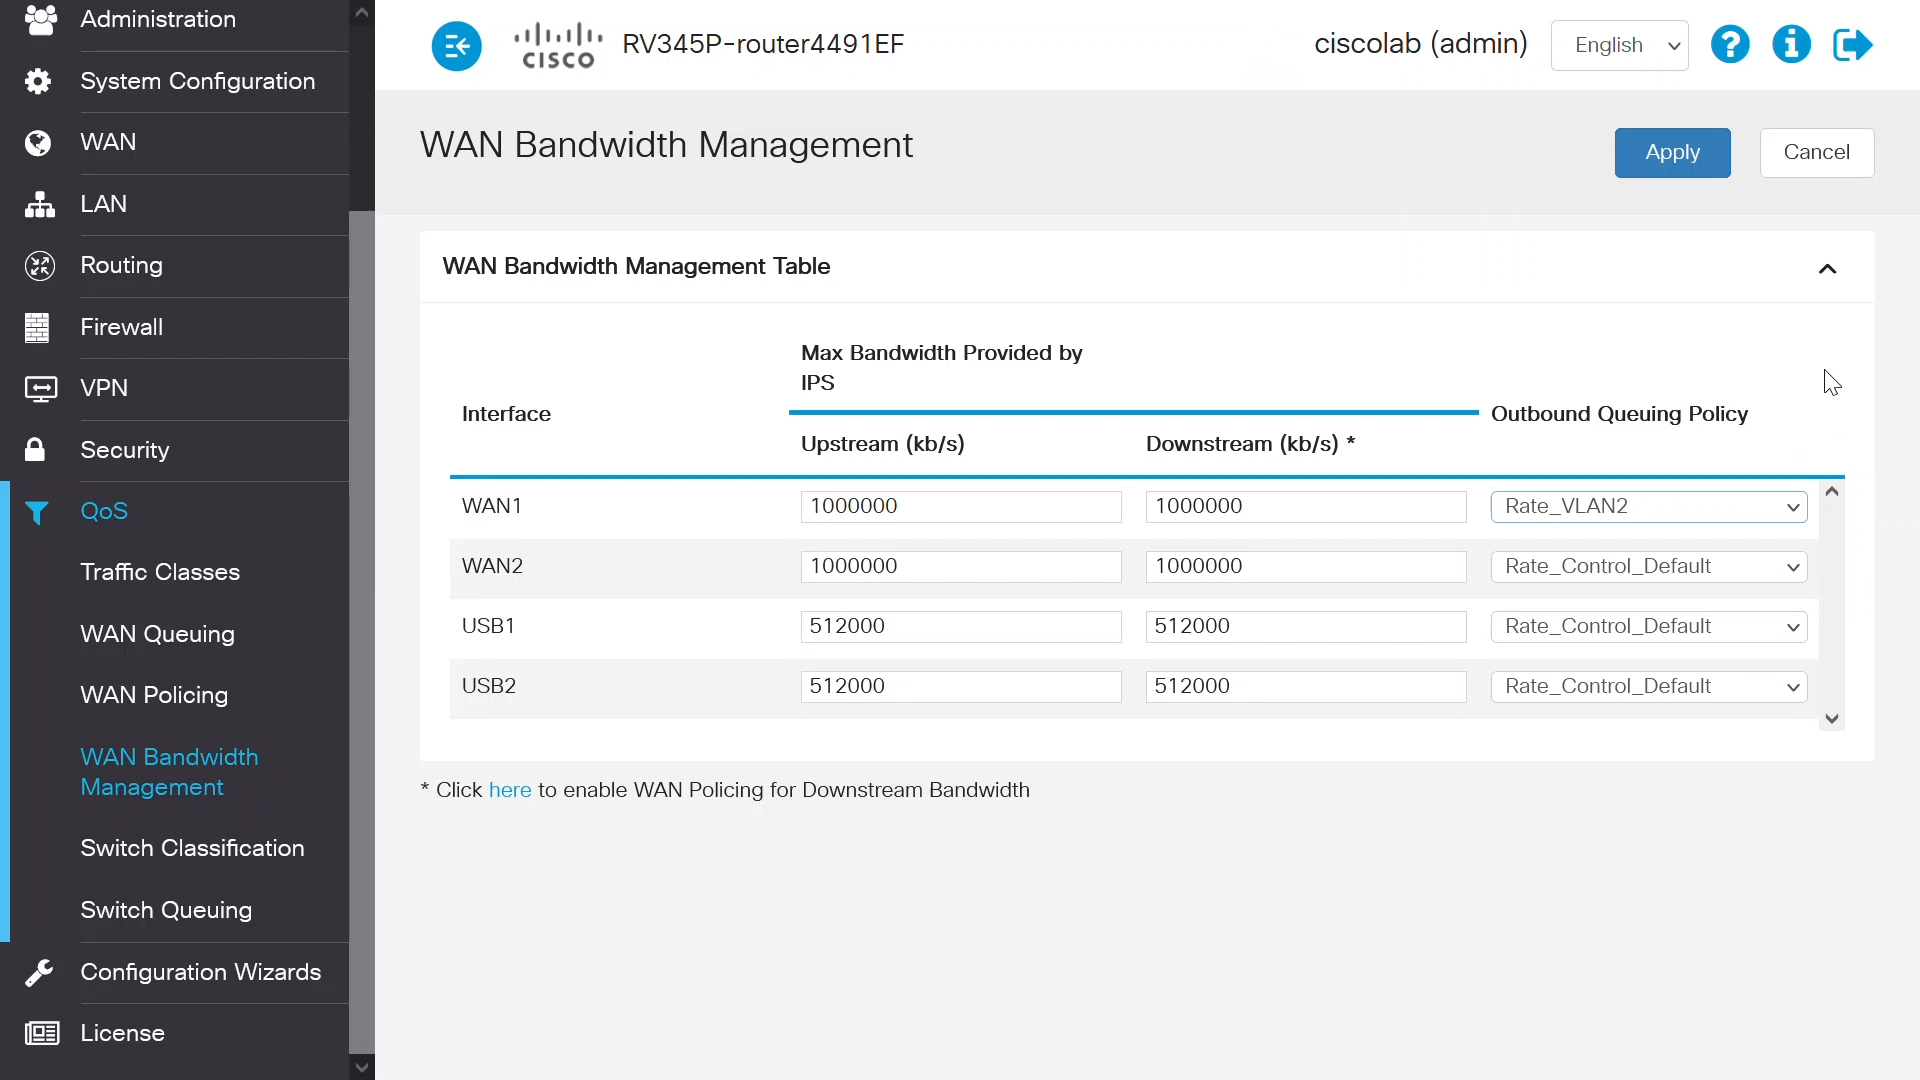 Administration
System Configuration
WAN
LAN
Routing
Firewall
VPN
Security
QoS
Traffic Classes
WAN Queuing
WAN Policing
WAN Bandwidth
Management
Switch Classification
Switch Queuing
Configuration Wizards
License
CISCO RV345P-router4491EF
ciscolab (admin) English
WAN Bandwidth Management
Apply Cancel
WAN Bandwidth Management Table
Max Bandwidth Provided by
IPS
Interface Outbound Queuing Policy
Upstream (kb/s) Downstream (kb/s) *
WAN1 1000000 1000000 Rate_VLAN2
WAN2 1000000 1000000 Rate_Control_Default
USB1 512000 512000 Rate_Control_Default
USB2 512000 512000 Rate_Control_Default
* Click here to enable WAN Policing for Downstream Bandwidth